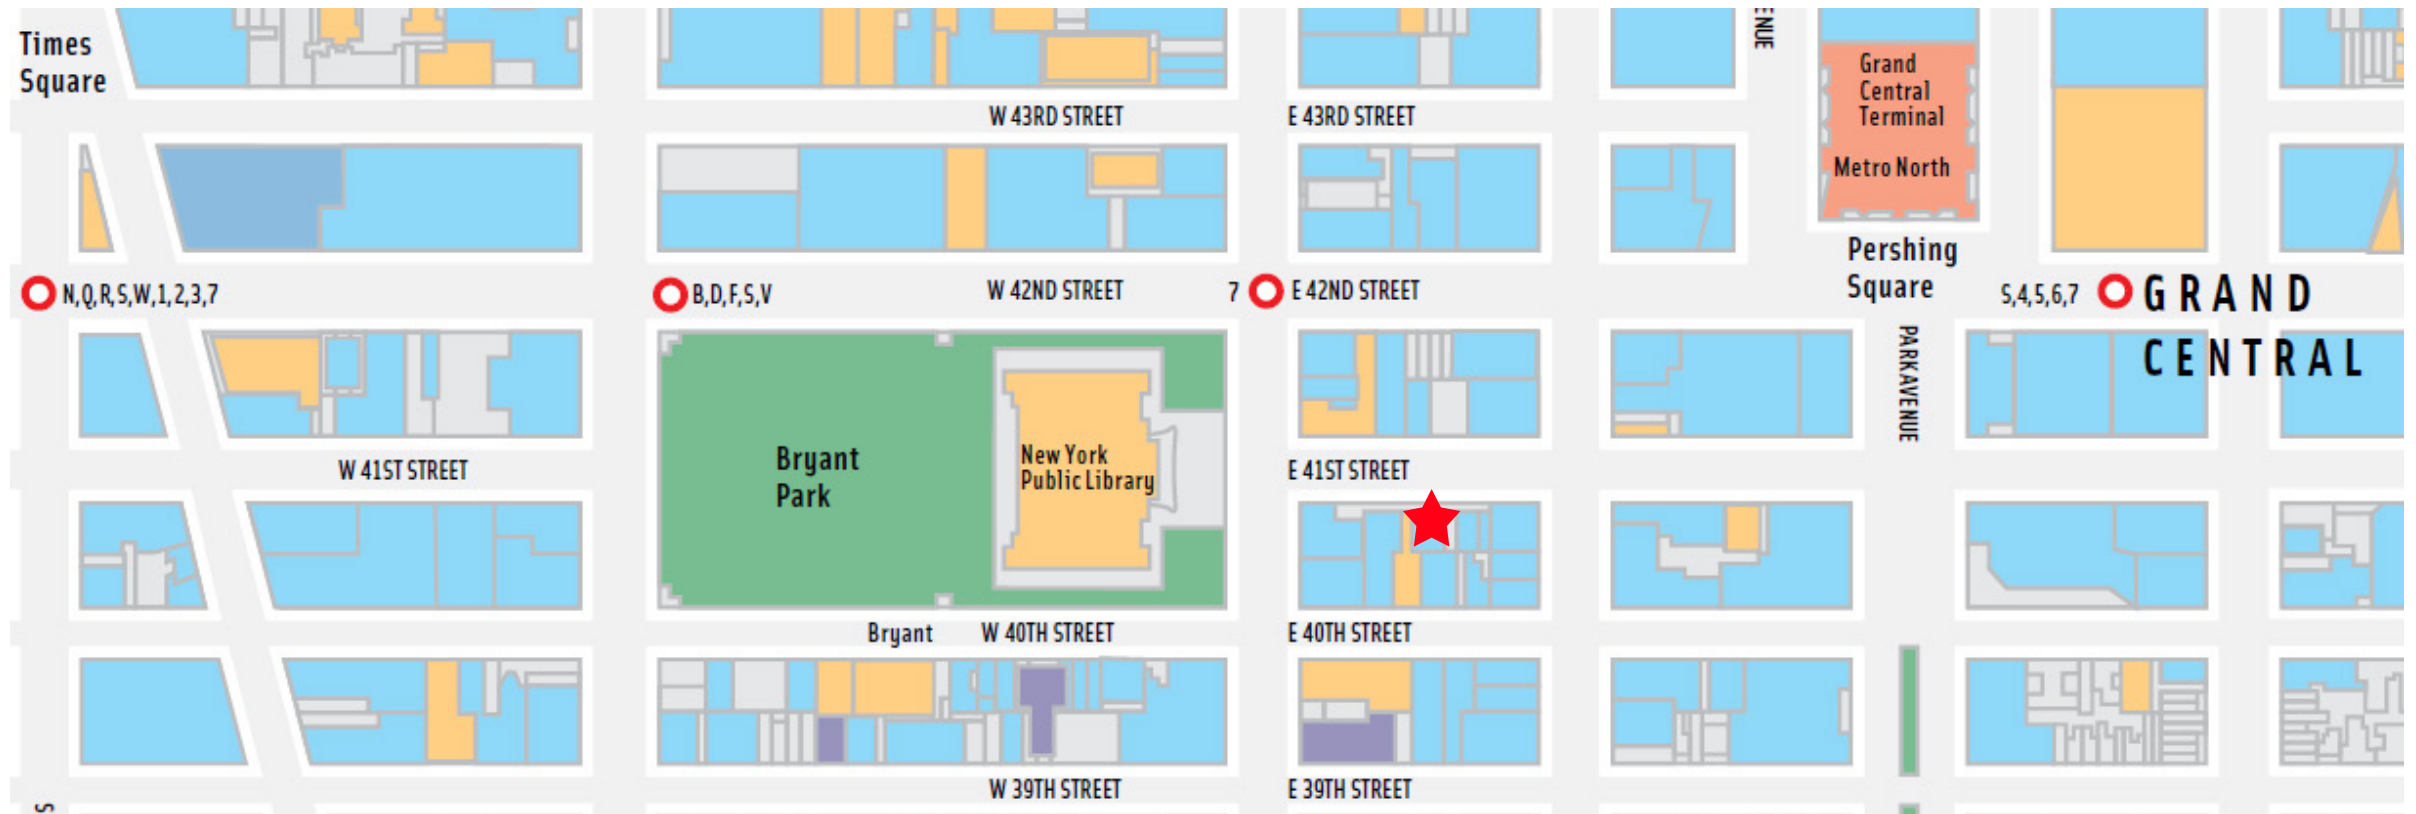 Times
Square
ENUE
Grand
Central
Terminal
Metro North
W 43RD STREET
E 43RD STREET
Pershing
Square
N,Q,R,S,W,1,2,3,7
B,D,F,S,V
W 42ND STREET
7
E 42ND STREET
S,4,5,6,7
GRAND
CENTRAL
PARK AVENUE
Bryant
Park
New York
Public Library
W 41ST STREET
E 41ST STREET
Bryant
W 40TH STREET
E 40TH STREET
W 39TH STREET
E 39TH STREET
S